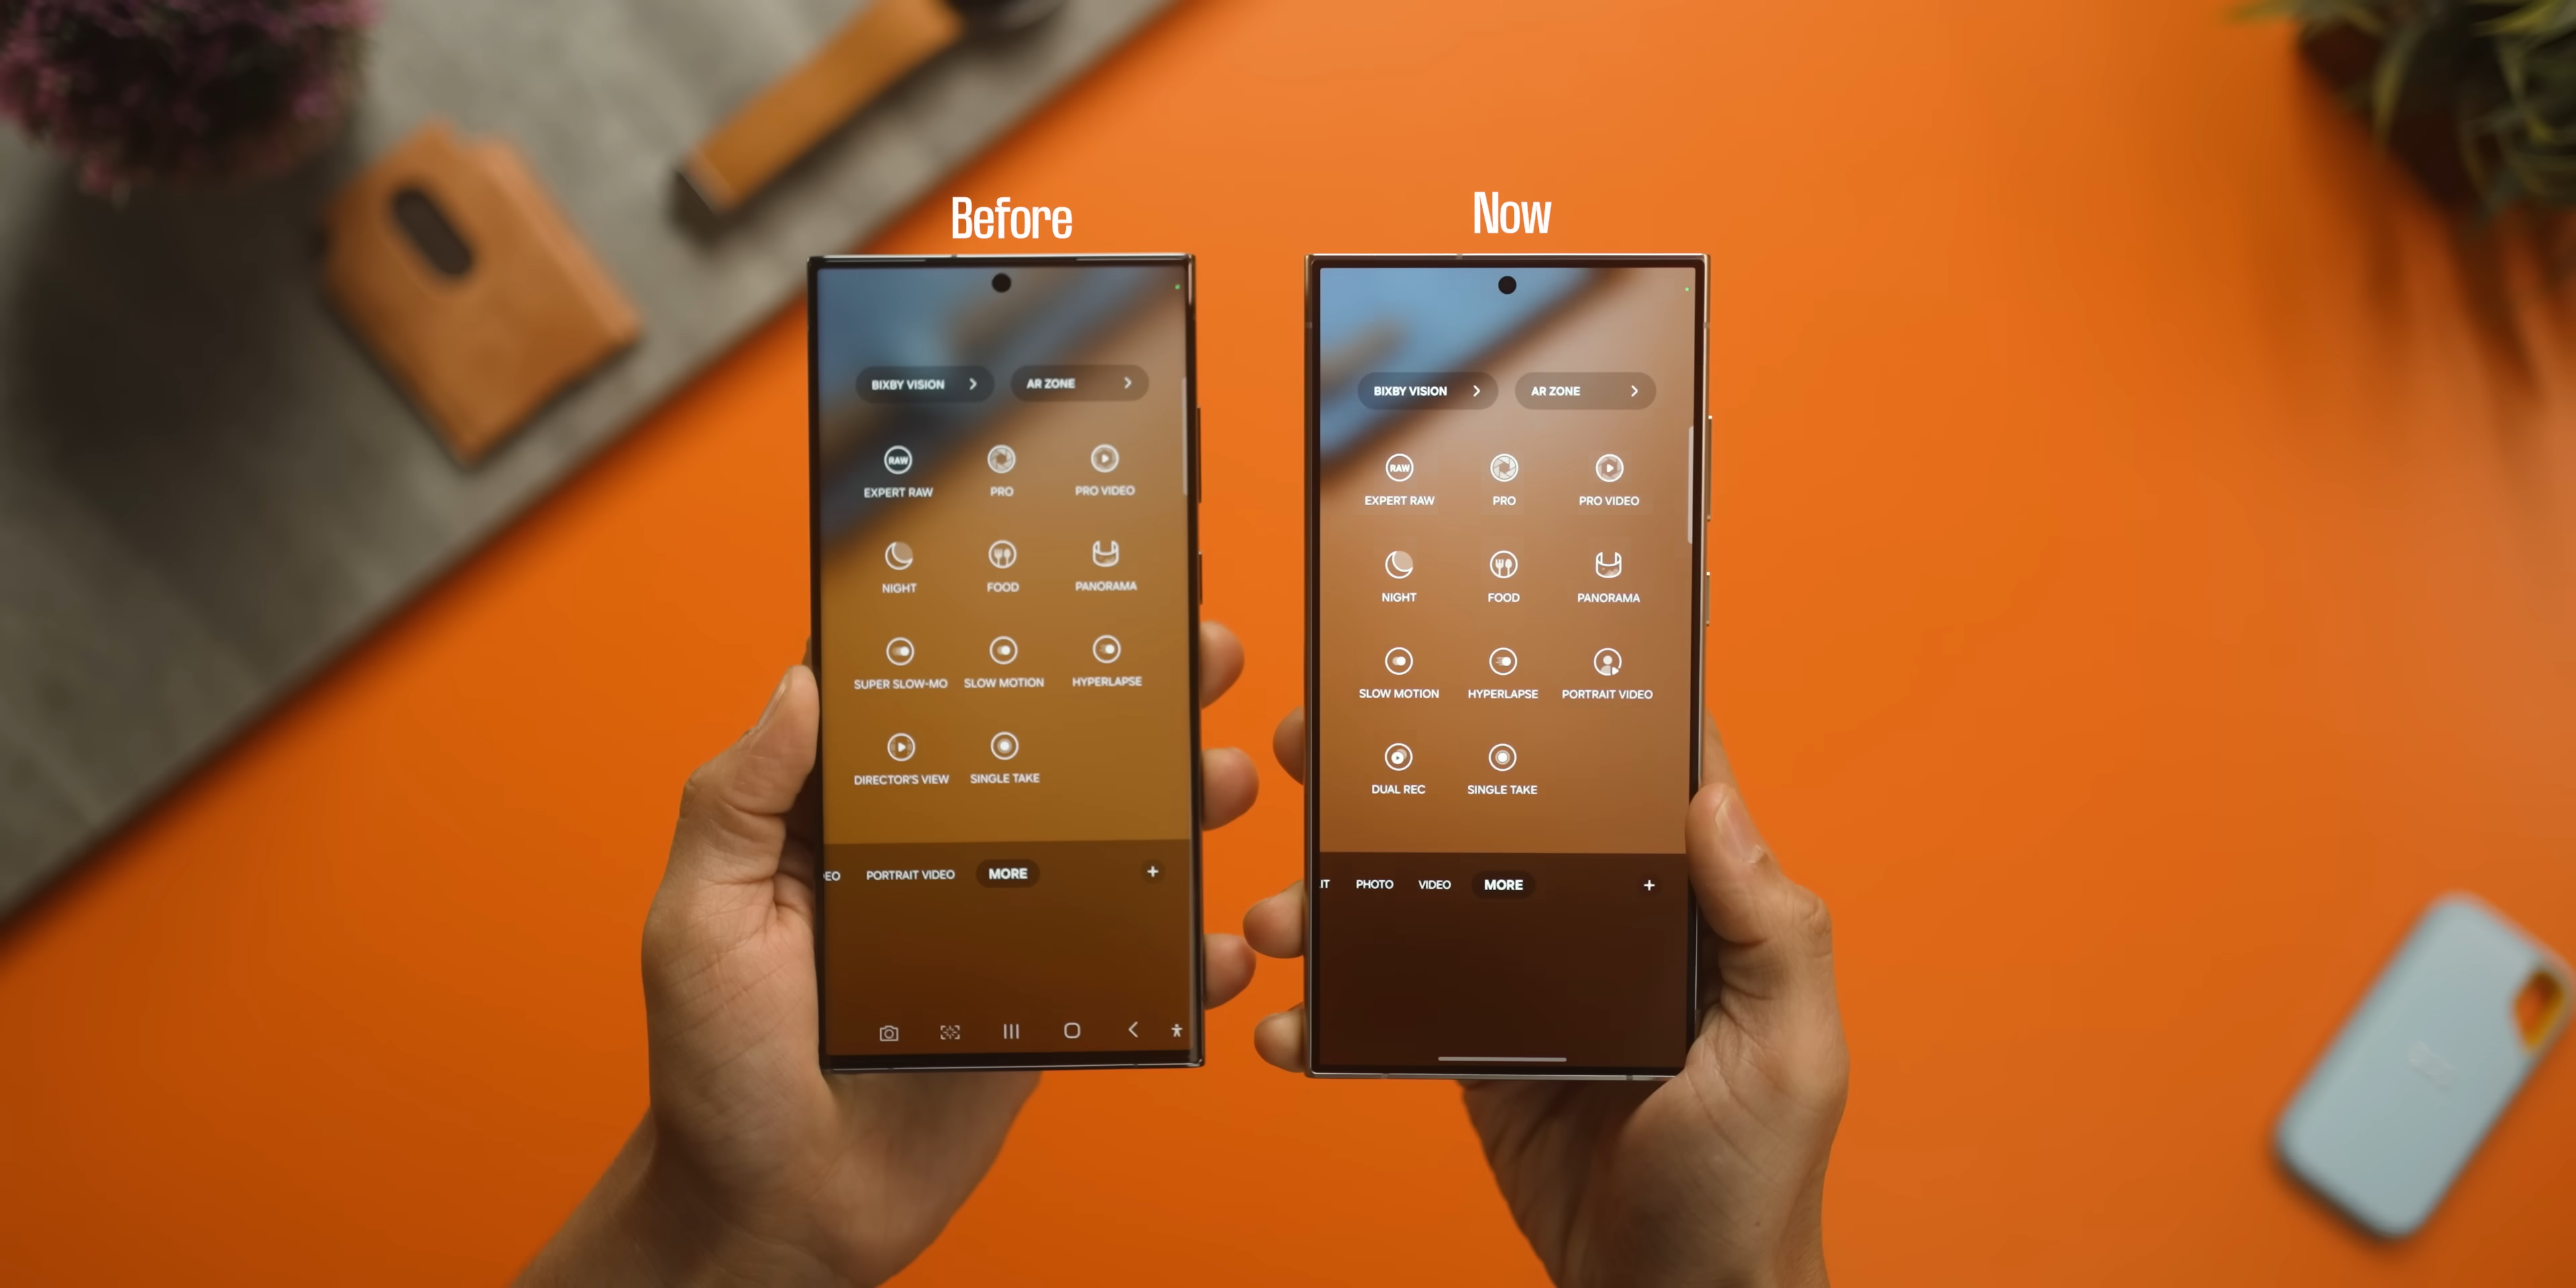 Before
BIXBY VISION
AR ZONE
RAW
EXPERT RAW
PRO
PRO VIDEO
NIGHT
FOOD
PANORAMA
SUPER SLOW-MO
SLOW MOTION
HYPERLAPSE
DIRECTOR'S VIEW
SINGLE TAKE
EO
PORTRAIT VIDEO
MORE
+
Now
BIXBY VISION
AR ZONE
RAW
EXPERT RAW
PRO
PRO VIDEO
NIGHT
FOOD
PANORAMA
SLOW MOTION
HYPERLAPSE
PORTRAIT VIDEO
DUAL REC
SINGLE TAKE
IT
PHOTO
VIDEO
MORE
+